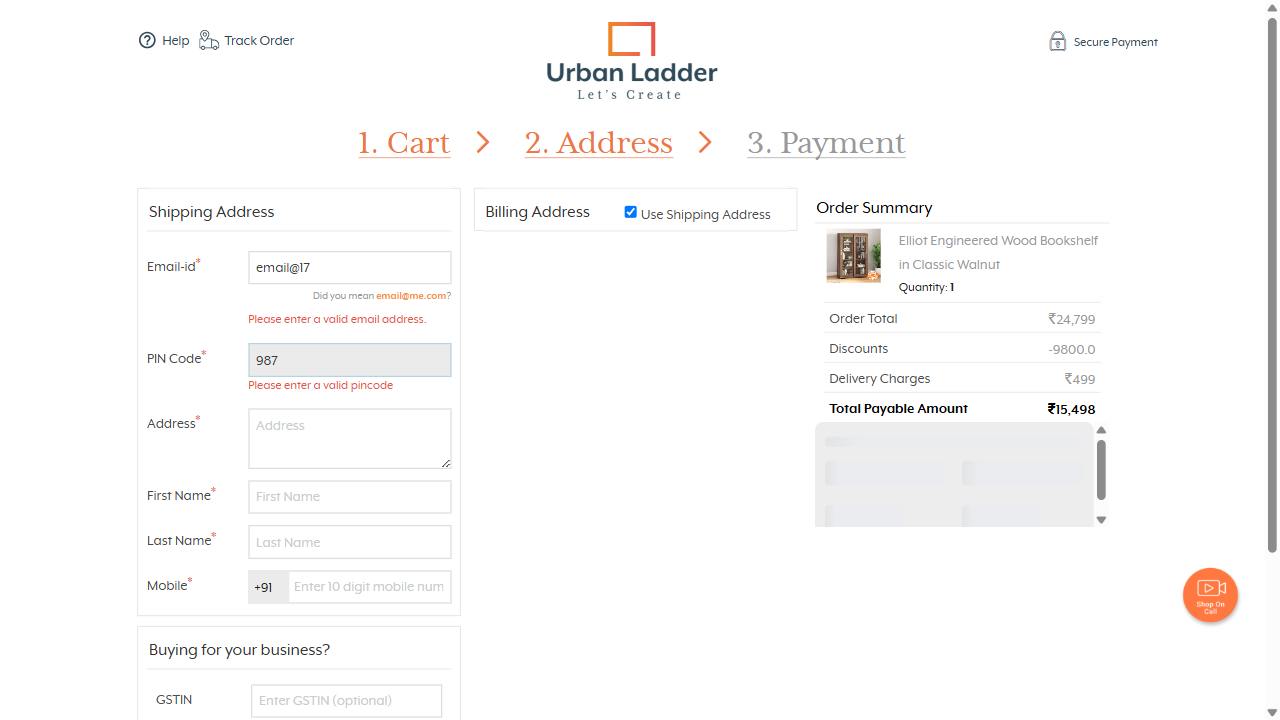 Help
Track Order
Urban Ladder
Let's Create
Secure Payment
1. Cart
2. Address
3. Payment
Shipping Address
Email-id*
email@17
Did you mean email@me.com?
Please enter a valid email address.
PIN Code*
987
Please enter a valid pincode
Address*
Address
First Name*
First Name
Last Name*
Last Name
Mobile*
+91
Enter 10 digit mobile num
Buying for your business?
GSTIN
Enter GSTIN (optional)
Billing Address
Use Shipping Address
Order Summary
Elliot Engineered Wood Bookshelf
in Classic Walnut
Quantity: 1
Order Total ₹24,799
Discounts -9800.0
Delivery Charges ₹499
Total Payable Amount ₹15,498
Shop On
Call